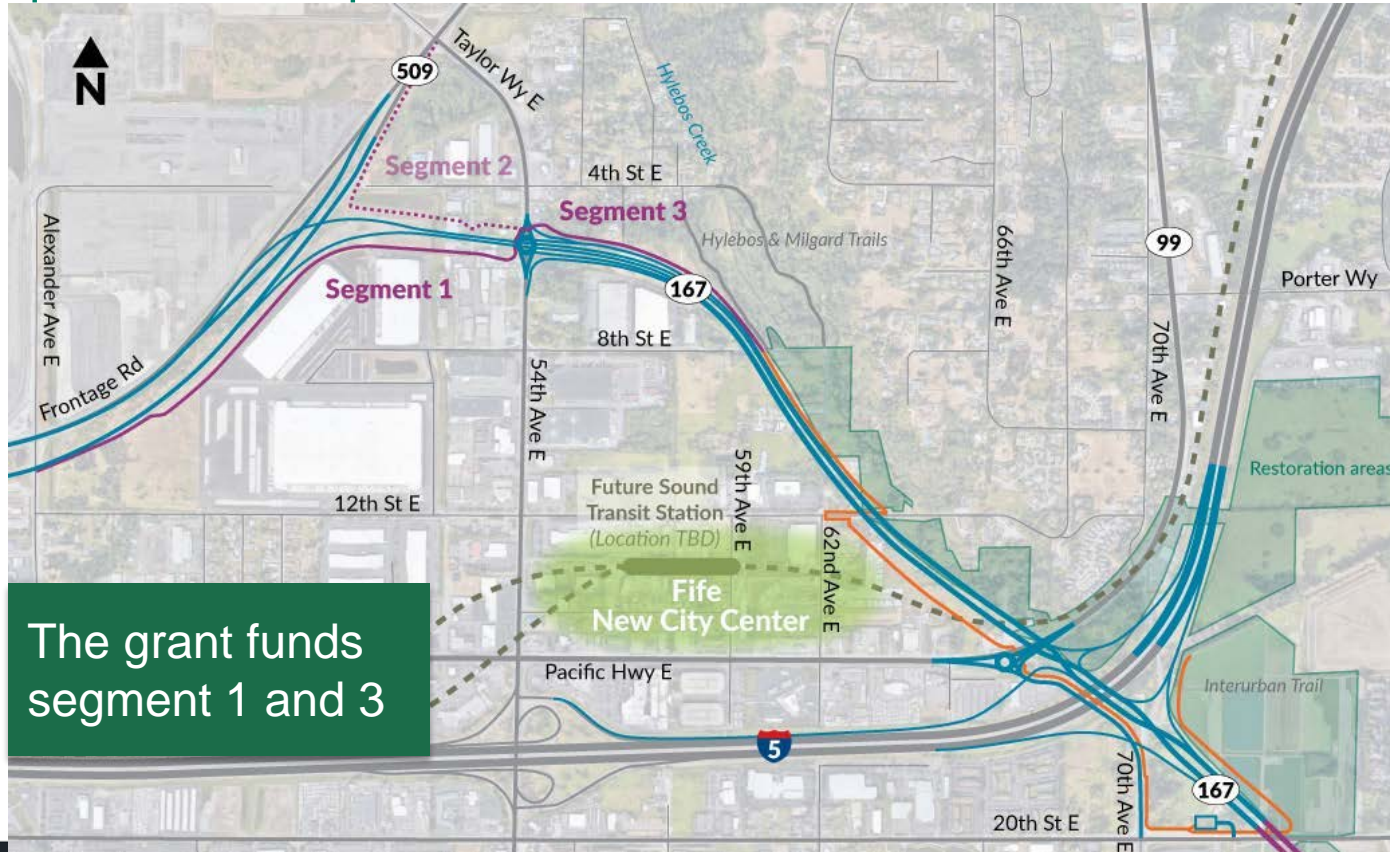 N
509
Taylor Wy E
Hylebos Creek
Segment 2
4th St E
Segment 3
Hylebos & Milgard Trails
Alexander Ave E
66th Ave E
99
Segment 1
167
Porter Wy
8th St E
70th Ave E
Frontage Rd
54th Ave E
59th Ave E
Restoration areas
12th St E
Future Sound
Transit Station
(Location TBD)
62nd Ave E
Fife
New City Center
The grant funds
segment 1 and 3
Pacific Hwy E
Interurban Trail
5
70th Ave E
167
20th St E